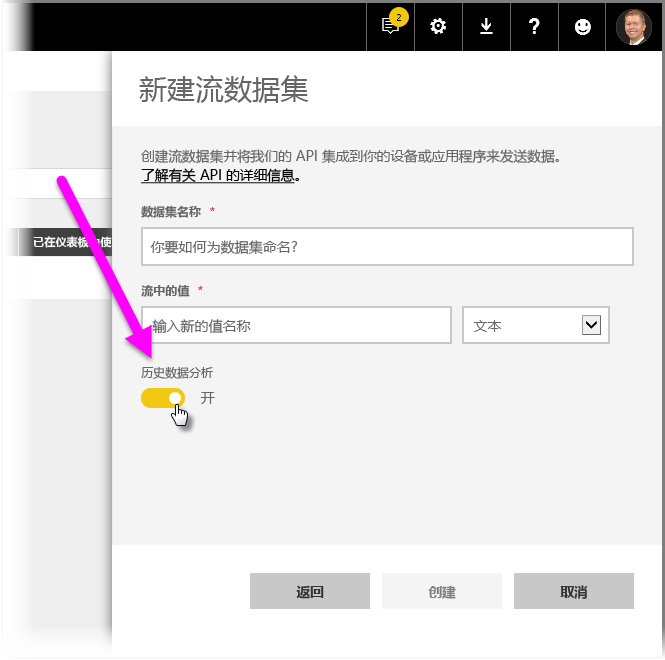 2
?
新建流数据集
创建流数据集并将我们的 API 集成到你的设备或应用程序来发送数据。
了解有关 API 的详细信息。
数据集名称 *
已在仪表板中使
你要如何为数据集命名?
流中的值 *
输入新的值名称
文本
历史数据分析
开
返回
创建
取消